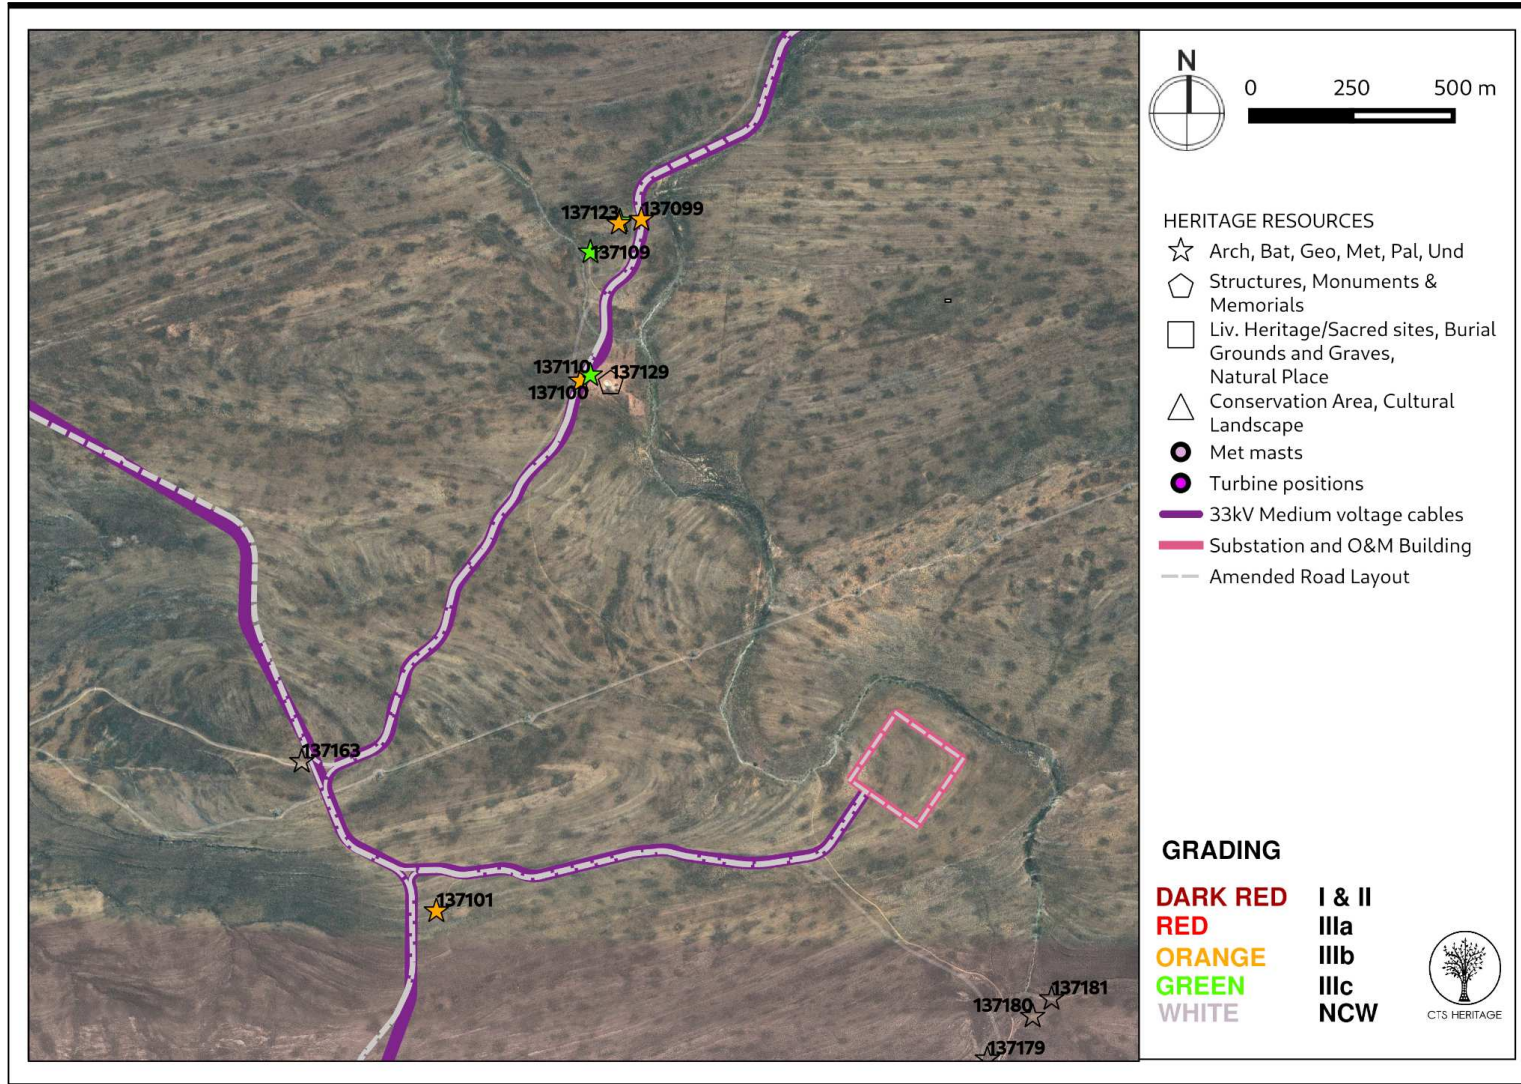 137123
137099
137109
137110
137129
137100
137163
137101
137181
137180
137179
N
0 250 500 m
HERITAGE RESOURCES
Arch, Bat, Geo, Met, Pal, Und
Structures, Monuments &
Memorials
Liv. Heritage/Sacred sites, Burial
Grounds and Graves,
Natural Place
Conservation Area, Cultural
Landscape
Met masts
Turbine positions
33kV Medium voltage cables
Substation and O&M Building
Amended Road Layout
GRADING
DARK RED I & II
RED IIIa
ORANGE IIIb
GREEN IIIc
WHITE NCW
CTS HERITAGE